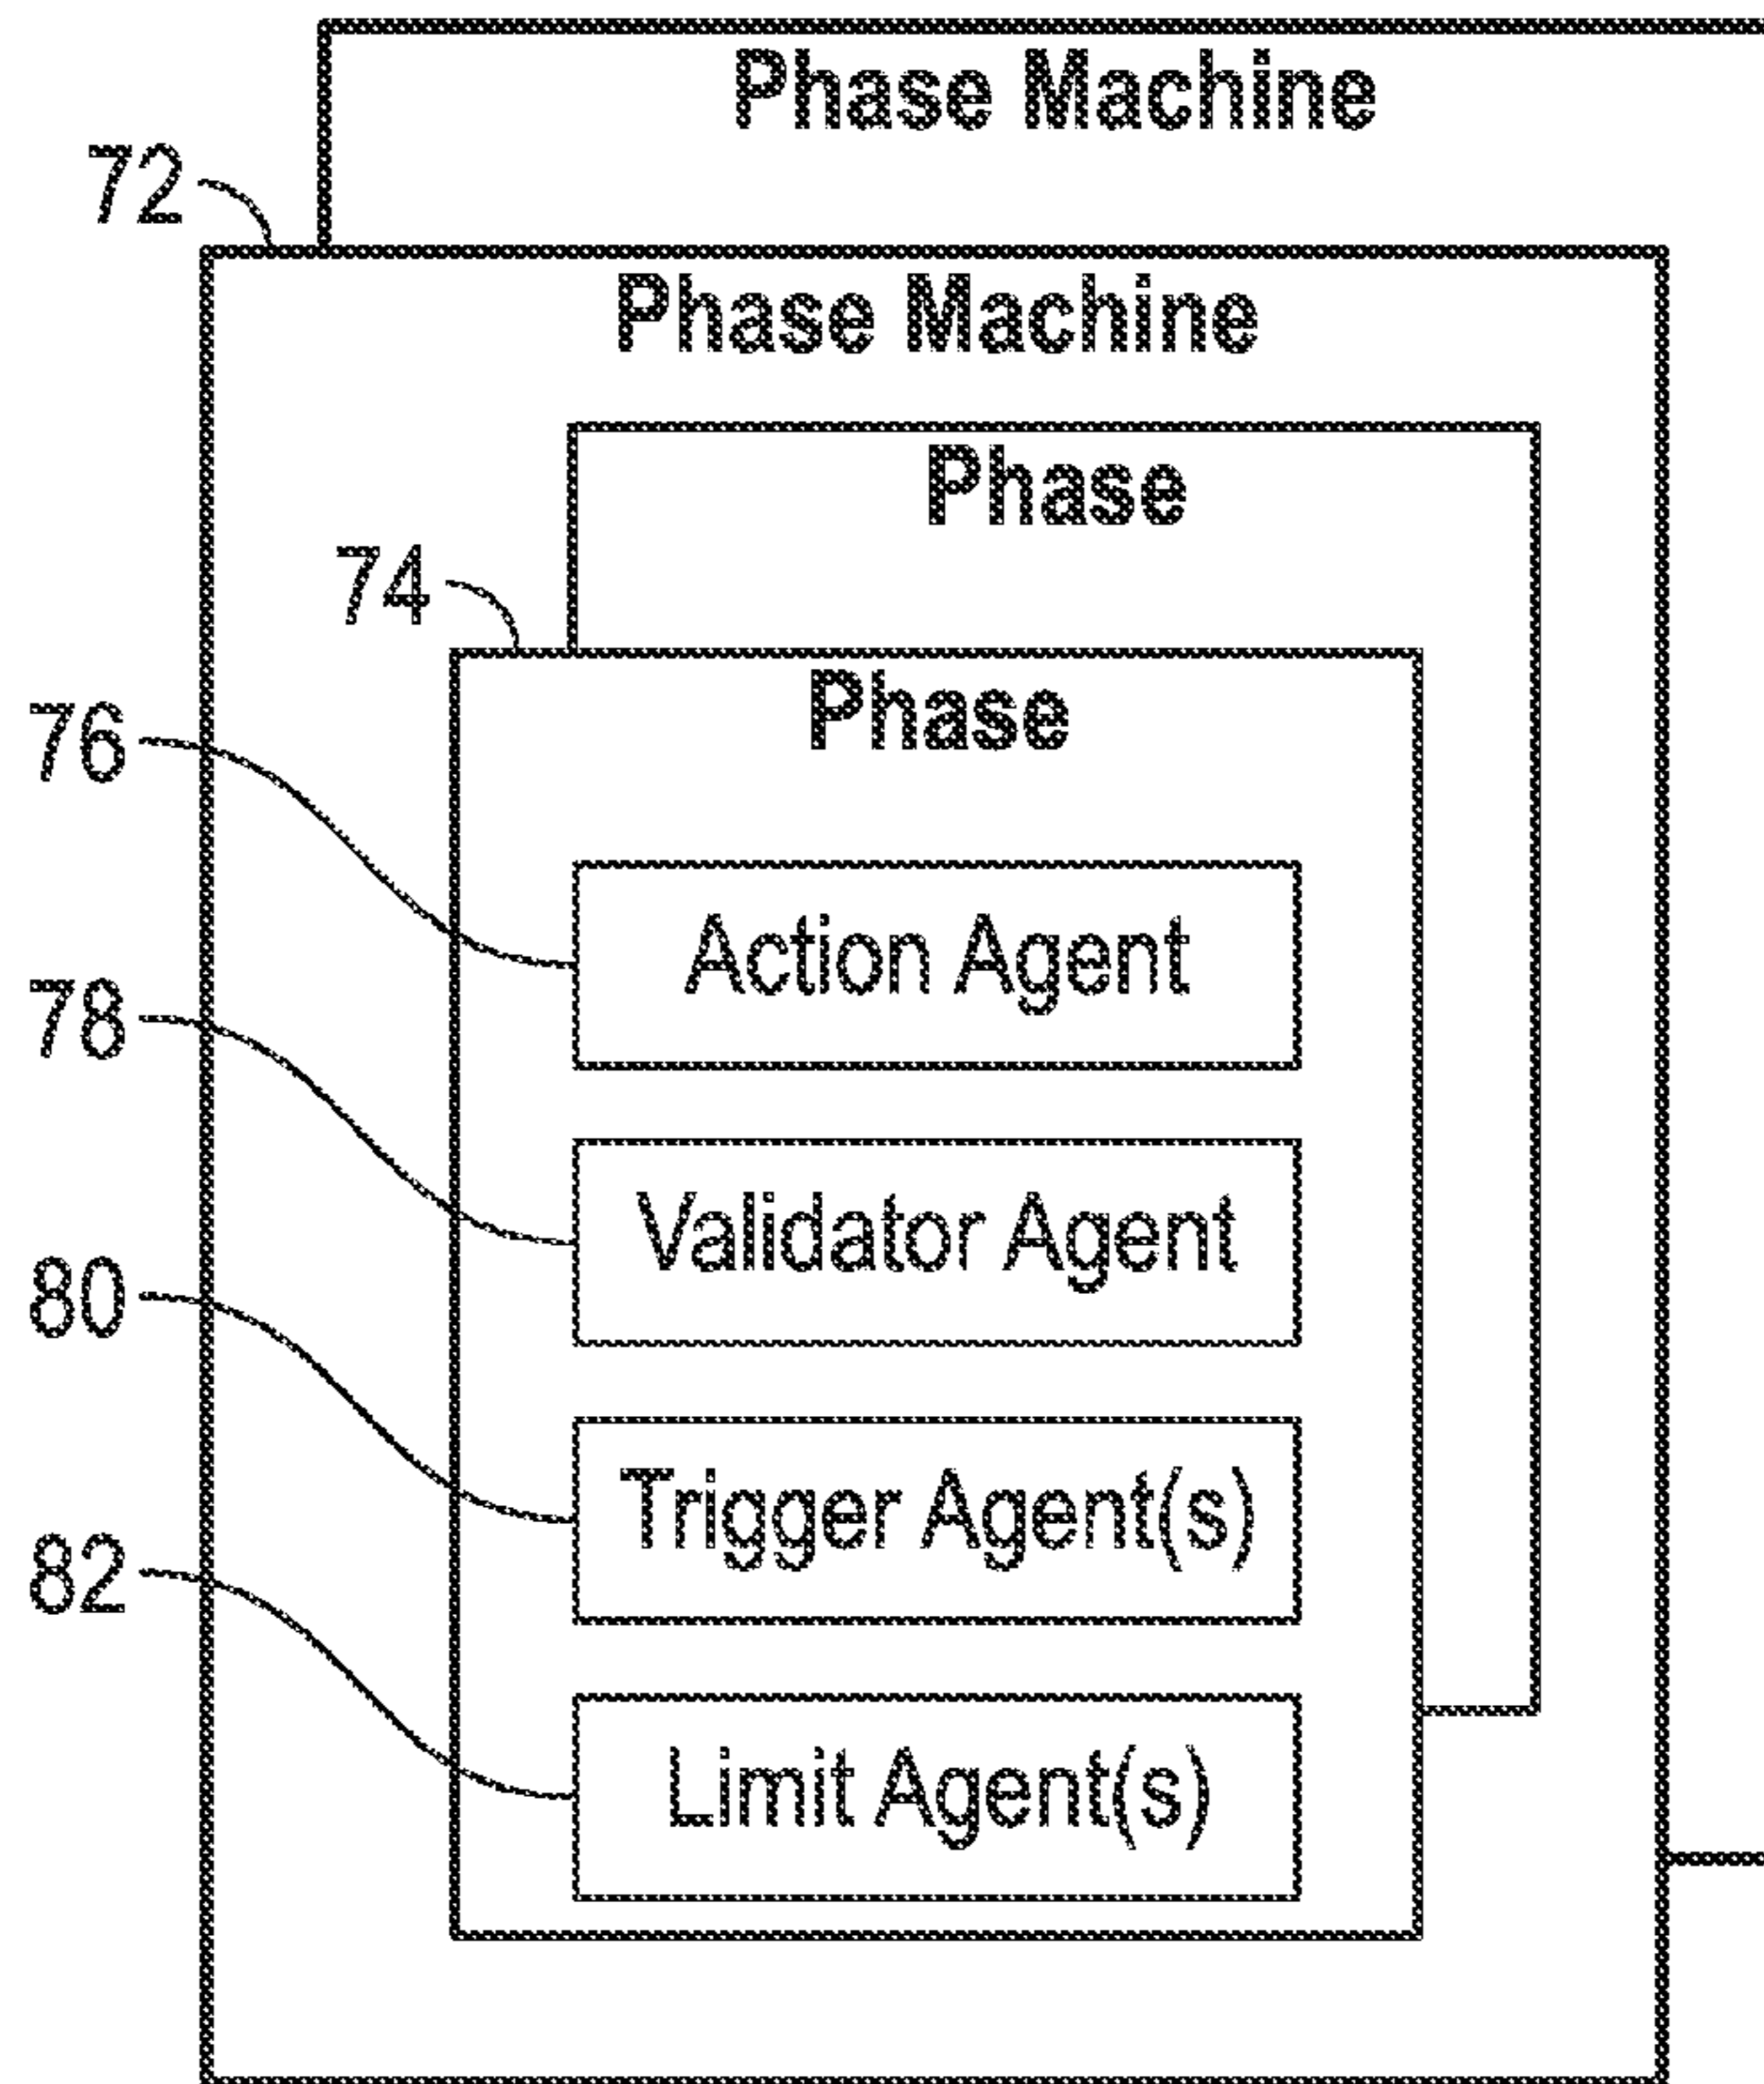 Phase Machine
72
Phase Machine
Phase
74
Phase
76
Action Agent
78
Validator Agent
80
Trigger Agent(s)
82
Limit Agent(s)